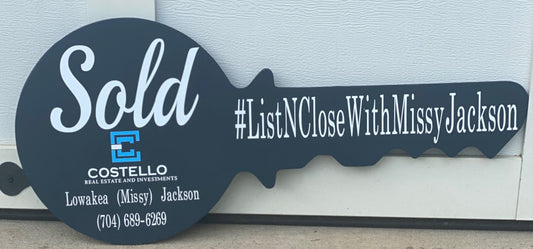 Sold
COSTELLO
REAL ESTATE AND INVESTMENTS
Lowakea (Missy) Jackson
(704) 689-6269
#ListNCloseWithMissyJackson